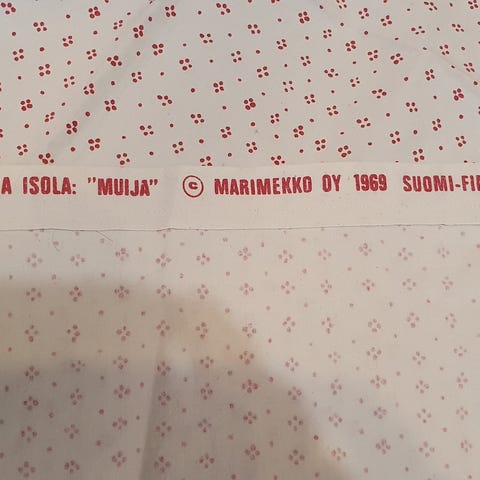 A ISOLA: "MUIJA" © MARIMEKKO OY 1969 SUOMI-FI